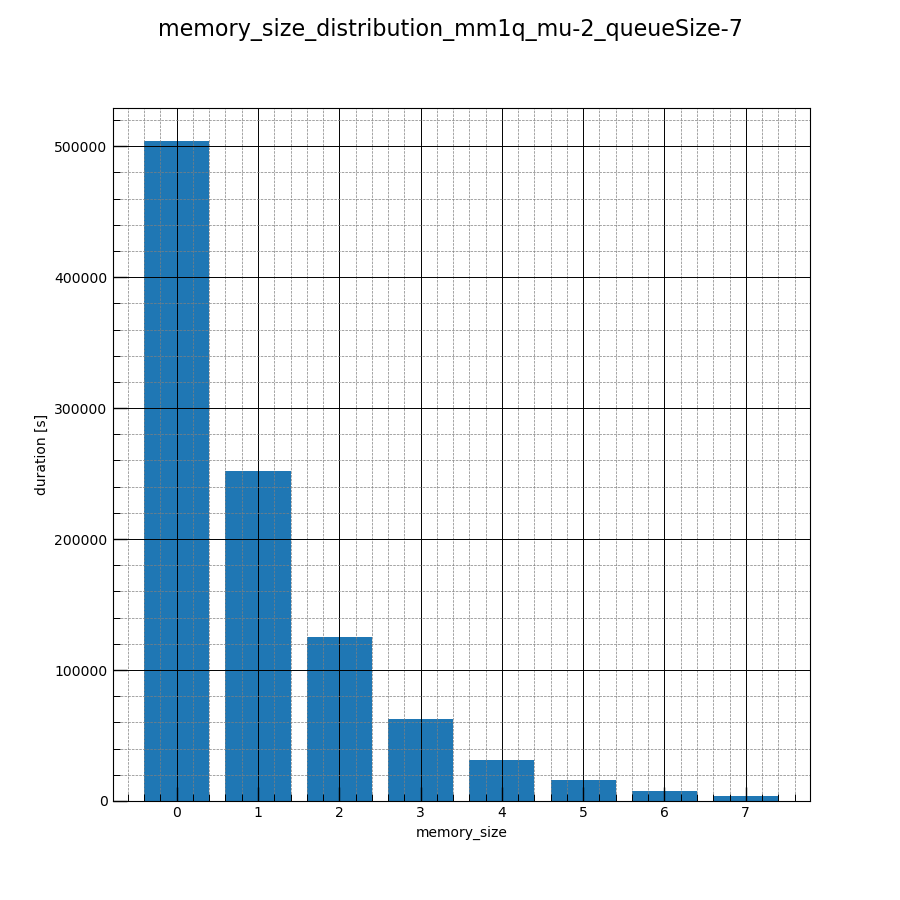 memory_size_distribution_mm1q_mu-2_queueSize-7
500000
400000
300000
200000
100000
0
duration [s]
0 1 2 3 4 5 6 7
memory_size